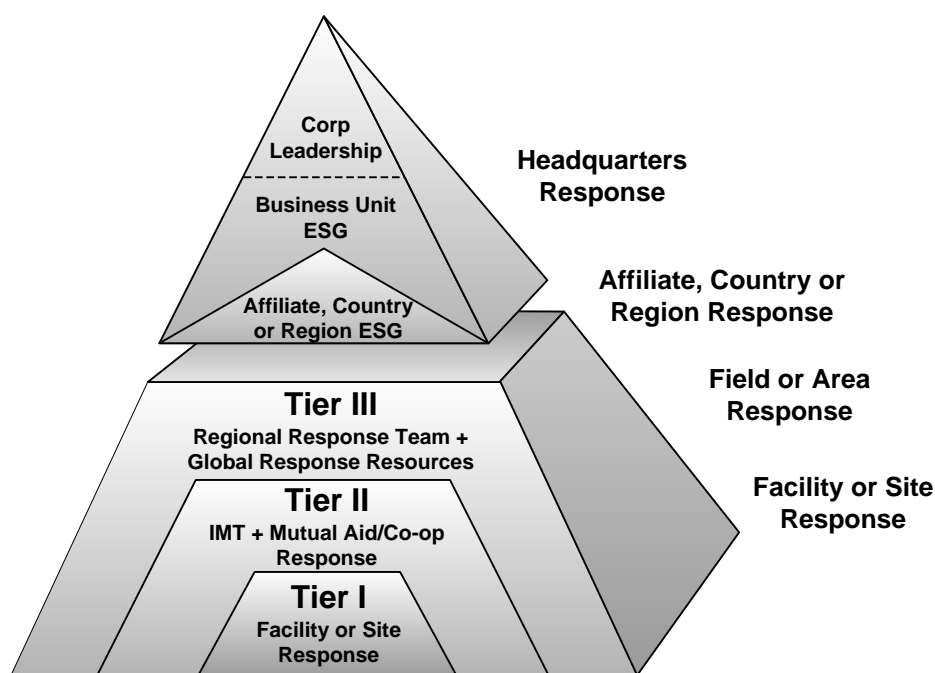 Corp
Leadership
Business Unit
ESG
Affiliate, Country
or Region ESG
Tier III
Regional Response Team +
Global Response Resources
Tier II
IMT + Mutual Aid/Co-op
Response
Tier I
Facility or Site
Response
Headquarters
Response
Affiliate, Country or
Region Response
Field or Area
Response
Facility or Site
Response